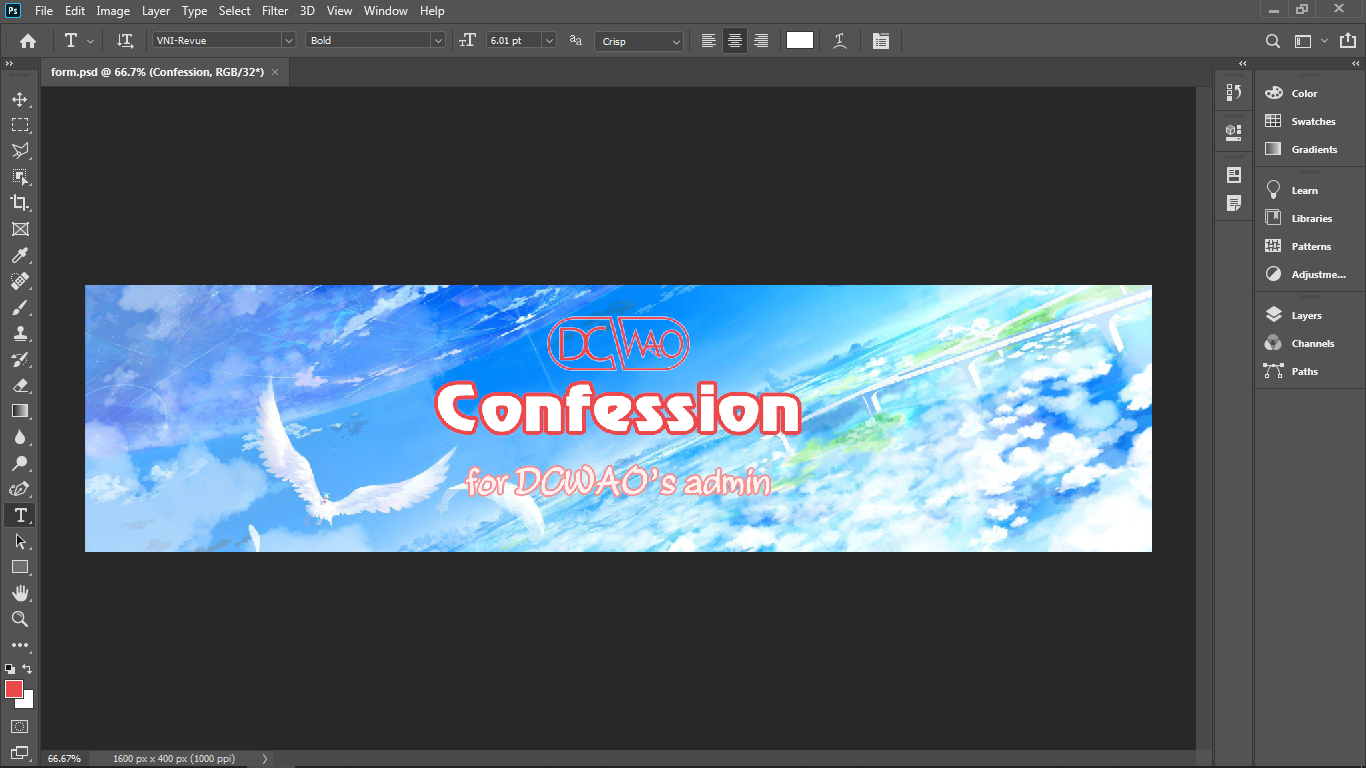 Ps File Edit Image Layer Type Select Filter 3D View Window Help
T VNI-Revue Bold 6.01 pt Crisp
form.psd @ 66.7% (Confession, RGB/32*) ×
Color
Swatches
Gradients
Learn
Libraries
Patterns
Adjustme...
Layers
Channels
Paths
DCWAO
Confession
for DCWAO's admin
66.67% 1600 px x 400 px (1000 ppi)